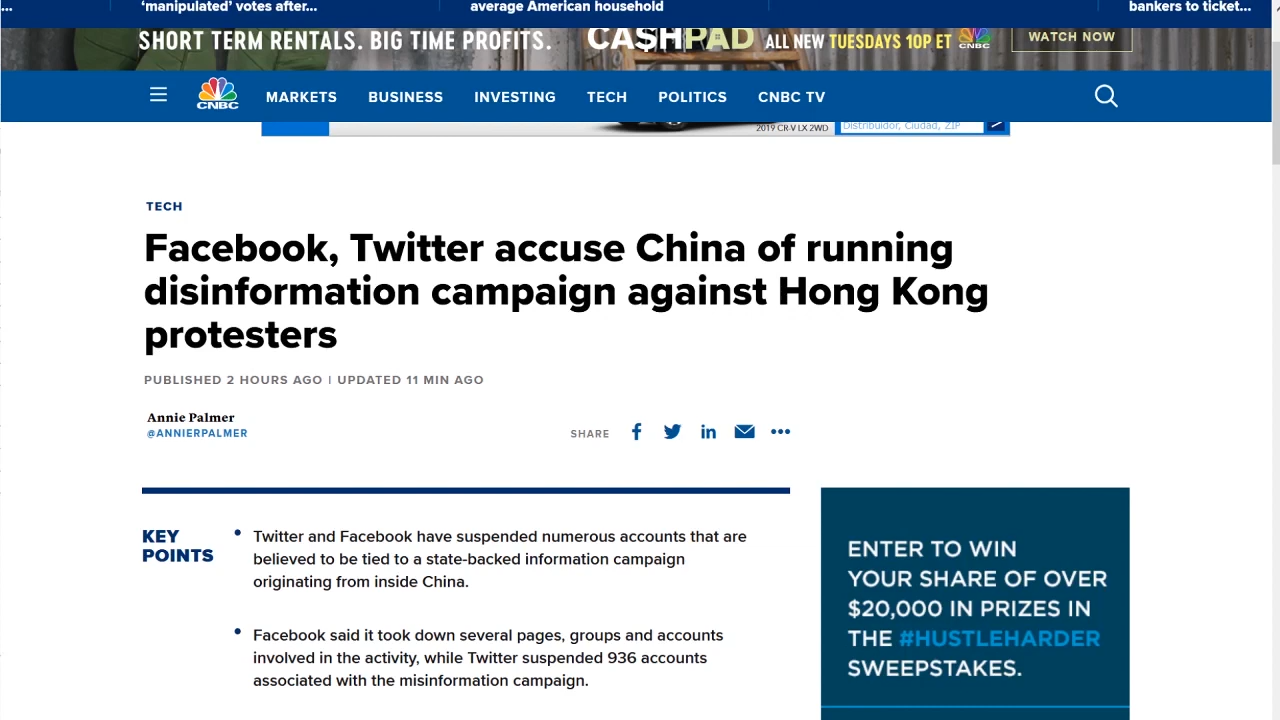 ...
'manipulated' votes after...
average American household
bankers to ticket...
SHORT TERM RENTALS. BIG TIME PROFITS.
CA$HPAD
ALL NEW TUESDAYS 10P ET
CNBC
WATCH NOW
CNBC
MARKETS
BUSINESS
INVESTING
TECH
POLITICS
CNBC TV
2019 CR-V LX 2WD
Distribuidor, Ciudad, ZIP
TECH
Facebook, Twitter accuse China of running
disinformation campaign against Hong Kong
protesters
PUBLISHED 2 HOURS AGO | UPDATED 11 MIN AGO
Annie Palmer
@ANNIERPALMER
SHARE
KEY
POINTS
• Twitter and Facebook have suspended numerous accounts that are
believed to be tied to a state-backed information campaign
originating from inside China.
• Facebook said it took down several pages, groups and accounts
involved in the activity, while Twitter suspended 936 accounts
associated with the misinformation campaign.
ENTER TO WIN
YOUR SHARE OF OVER
$20,000 IN PRIZES IN
THE #HUSTLEHARDER
SWEEPSTAKES.